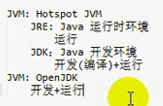 JVM: Hotspot JVM
JRE: Java 运行时环境
运行
JDK: Java 开发环境
开发(编译)+运行
JVM: OpenJDK
开发+运行